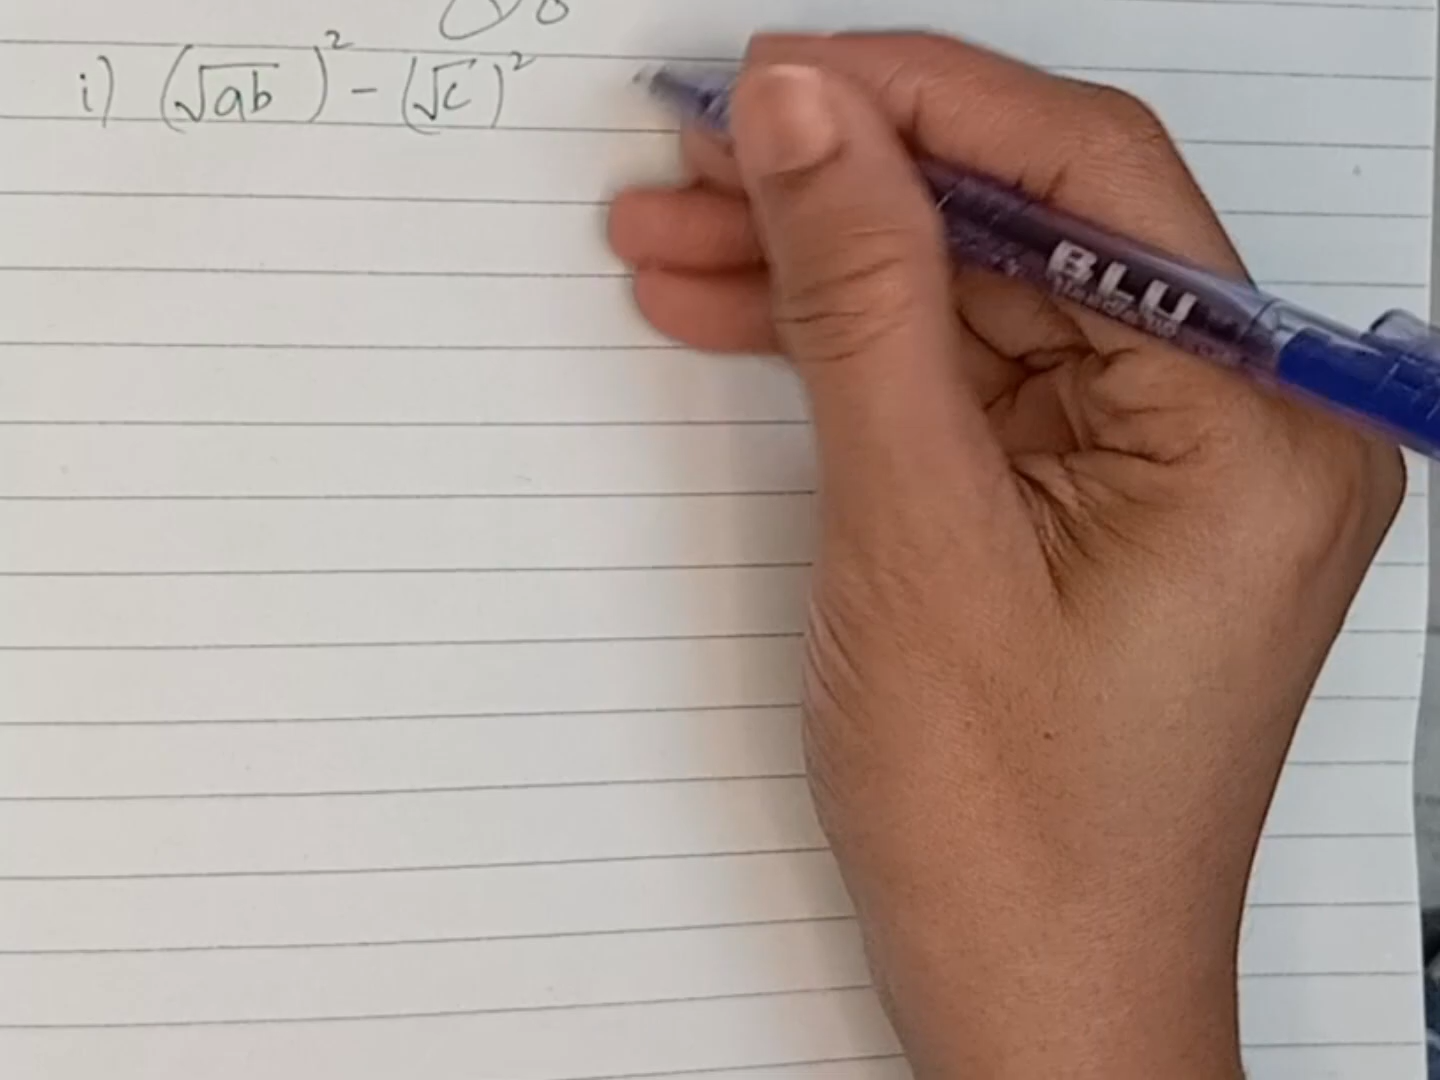 i) (√ab)² - (√c)²
BLU